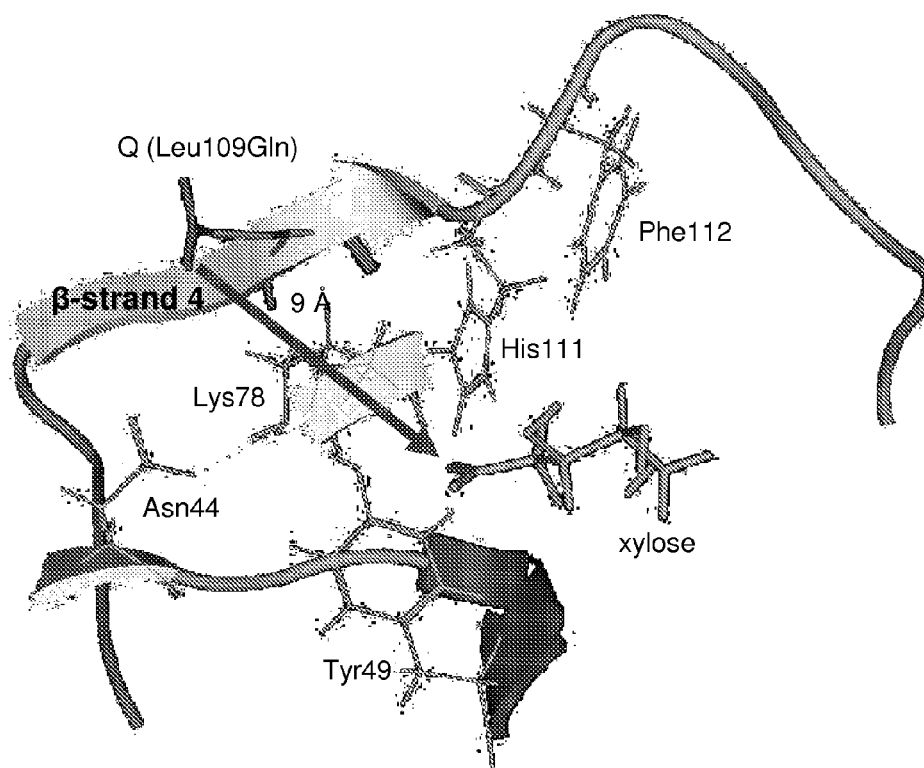 Q (Leu109Gln)
Phe112
β-strand 4
9 Å
His111
Lys78
Asn44
xylose
Tyr49